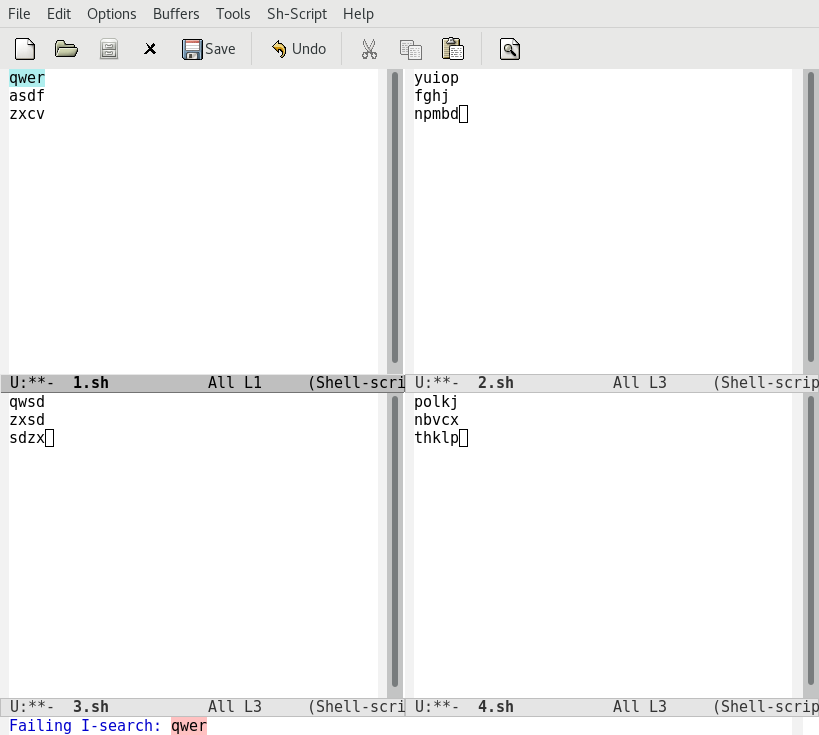 File Edit Options Buffers Tools Sh-Script Help
Save Undo
qwer
asdf
zxcv
U:**- 1.sh All L1 (Shell-scri
yuiop
fghj
npmbd
U:**- 2.sh All L3 (Shell-scrip
qwsd
zxsd
sdzx
U:**- 3.sh All L3 (Shell-scri
polkj
nbvcx
thklp
U:**- 4.sh All L3 (Shell-scrip
Failing I-search: qwer